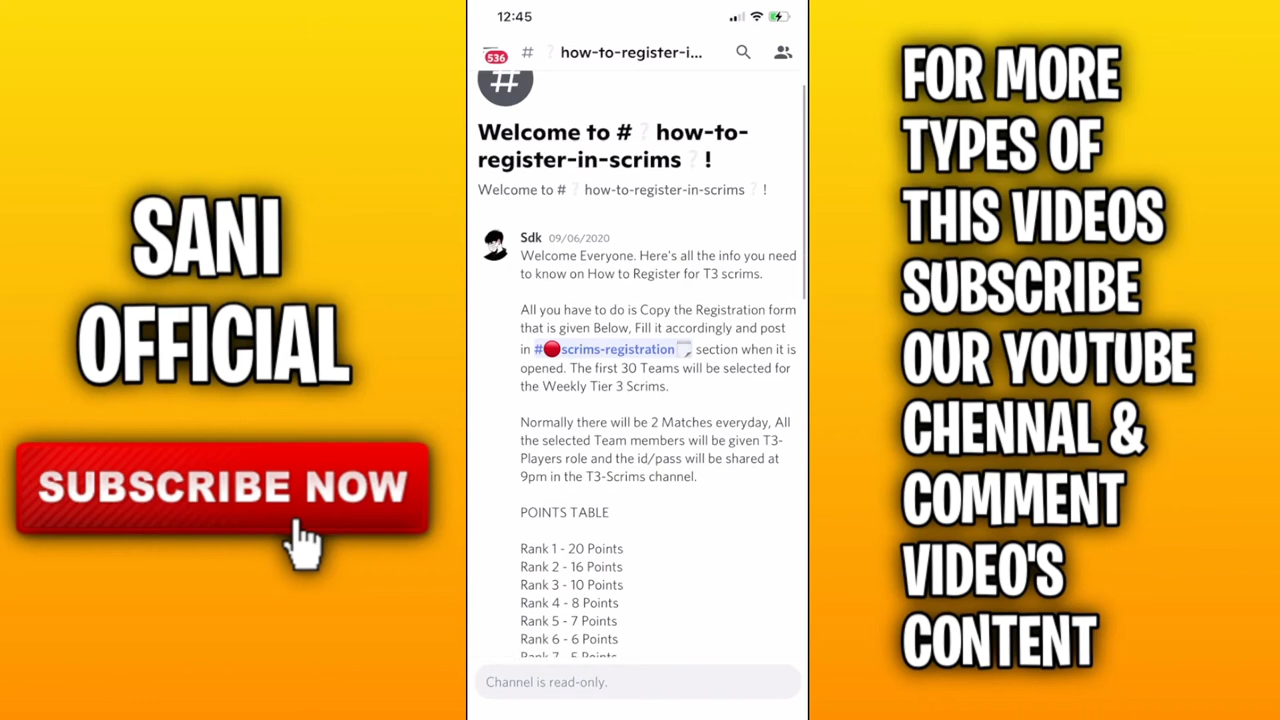 SANI
OFFICIAL
SUBSCRIBE NOW
12:45
536
# ❔ how-to-register-i...
#
Welcome to # ❔ how-to-
register-in-scrims ❔ !
Welcome to # ❔ how-to-register-in-scrims ❔ !
Sdk 09/06/2020
Welcome Everyone. Here's all the info you need
to know on How to Register for T3 scrims.
All you have to do is Copy the Registration form
that is given Below, Fill it accordingly and post
in #🔴scrims-registration🗒 section when it is
opened. The first 30 Teams will be selected for
the Weekly Tier 3 Scrims.
Normally there will be 2 Matches everyday, All
the selected Team members will be given T3-
Players role and the id/pass will be shared at
9pm in the T3-Scrims channel.
POINTS TABLE
Rank 1 - 20 Points
Rank 2 - 16 Points
Rank 3 - 10 Points
Rank 4 - 8 Points
Rank 5 - 7 Points
Rank 6 - 6 Points
Rank 7 - 5 Points
Channel is read-only.
FOR MORE
TYPES OF
THIS VIDEOS
SUBSCRIBE
OUR YOUTUBE
CHENNAL &
COMMENT
VIDEO'S
CONTENT